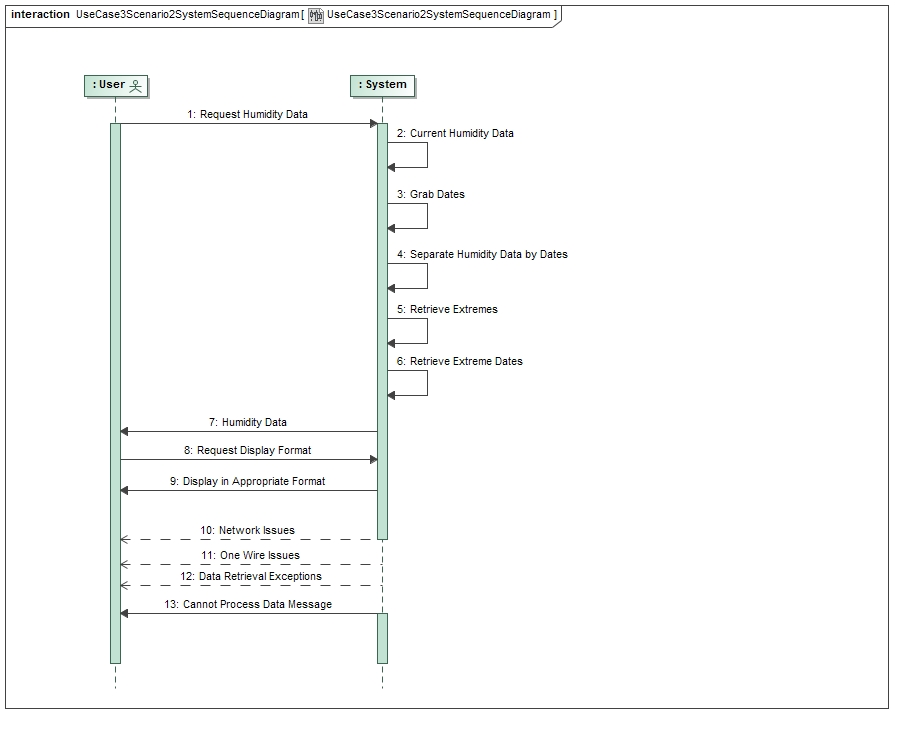 interaction UseCase3Scenario2SystemSequenceDiagram[ UseCase3Scenario2SystemSequenceDiagram ]
: User
: System
1: Request Humidity Data
2: Current Humidity Data
3: Grab Dates
4: Separate Humidity Data by Dates
5: Retrieve Extremes
6: Retrieve Extreme Dates
7: Humidity Data
8: Request Display Format
9: Display in Appropriate Format
10: Network Issues
11: One Wire Issues
12: Data Retrieval Exceptions
13: Cannot Process Data Message